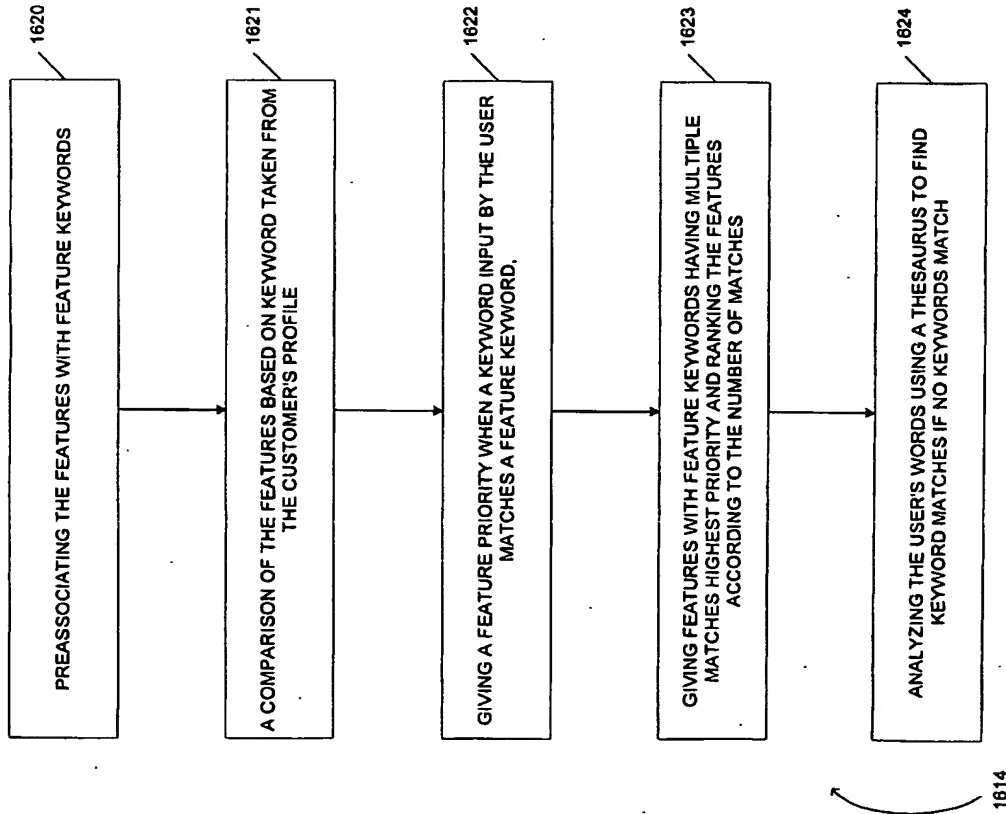 1620
PREASSOCIATING THE FEATURES WITH FEATURE KEYWORDS
1621
A COMPARISON OF THE FEATURES BASED ON KEYWORD TAKEN FROM
THE CUSTOMER'S PROFILE
1622
GIVING A FEATURE PRIORITY WHEN A KEYWORD INPUT BY THE USER
MATCHES A FEATURE KEYWORD,
1623
GIVING FEATURES WITH FEATURE KEYWORDS HAVING MULTIPLE
MATCHES HIGHEST PRIORITY AND RANKING THE FEATURES
ACCORDING TO THE NUMBER OF MATCHES
1624
ANALYZING THE USER'S WORDS USING A THESAURUS TO FIND
KEYWORD MATCHES IF NO KEYWORDS MATCH
1614